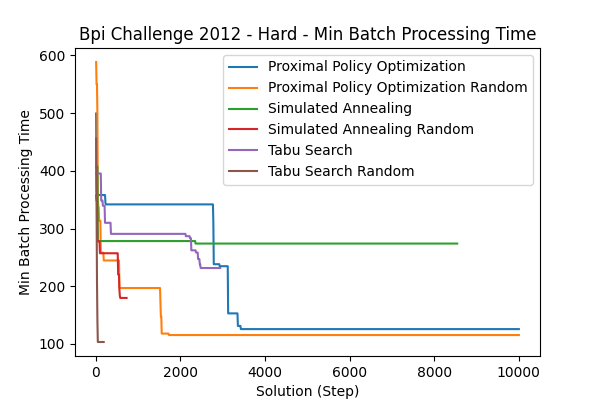 Bpi Challenge 2012 - Hard - Min Batch Processing Time
Min Batch Processing Time
600
500
400
300
200
100
Proximal Policy Optimization
Proximal Policy Optimization Random
Simulated Annealing
Simulated Annealing Random
Tabu Search
Tabu Search Random
0 2000 4000 6000 8000 10000
Solution (Step)